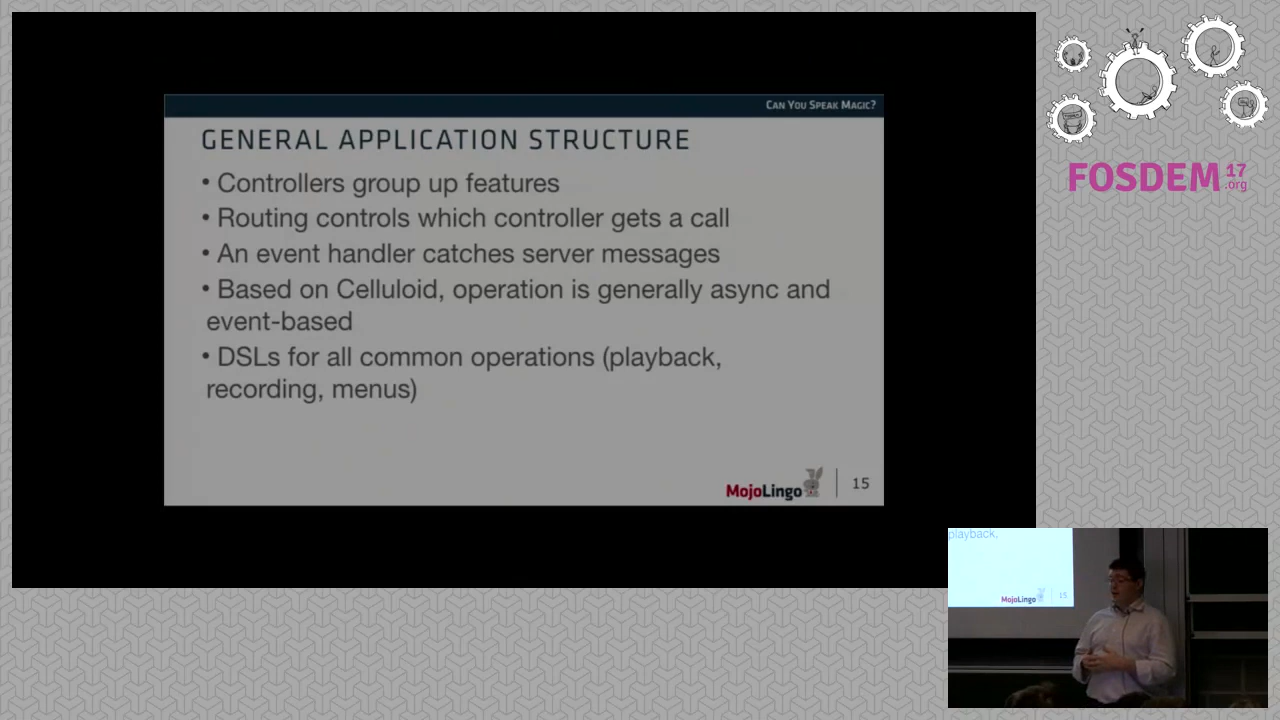 CAN YOU SPEAK MAGIC?
GENERAL APPLICATION STRUCTURE
• Controllers group up features
• Routing controls which controller gets a call
• An event handler catches server messages
• Based on Celluloid, operation is generally async and
event-based
• DSLs for all common operations (playback,
recording, menus)
MojoLingo 15
FOSDEM 17
.org
playback,
MojoLingo 15